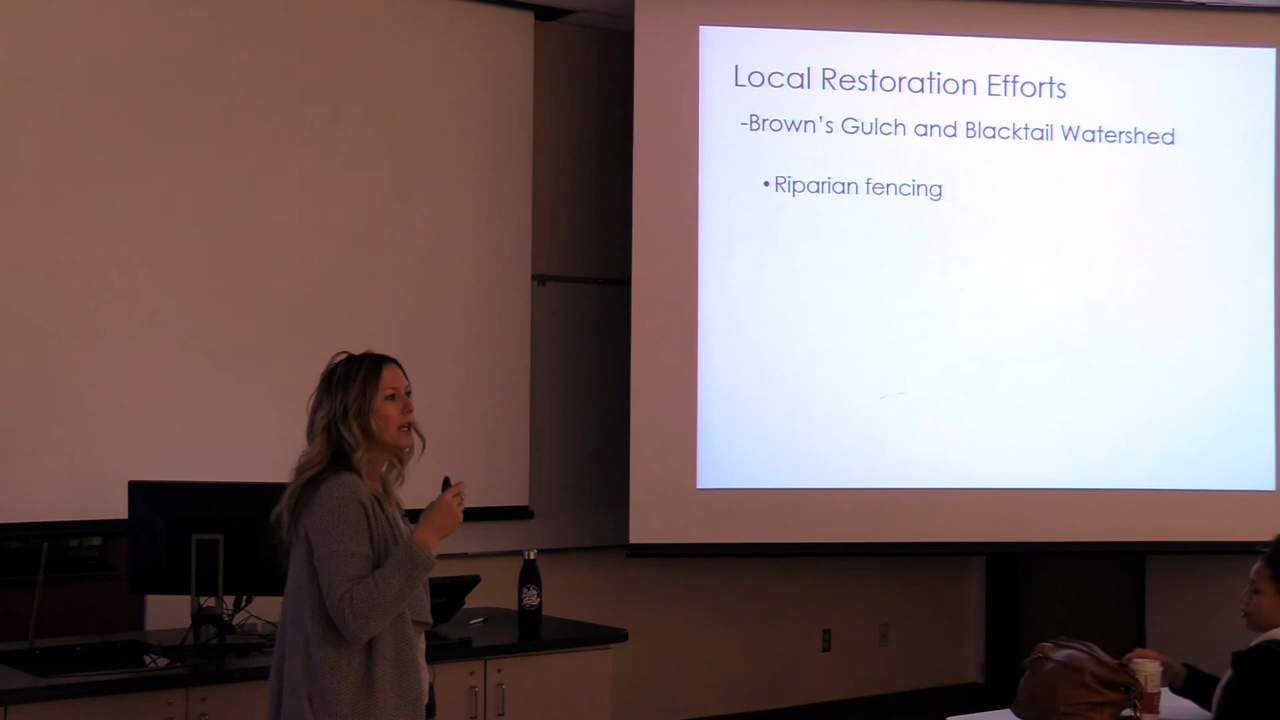 Local Restoration Efforts
-Brown's Gulch and Blacktail Watershed
• Riparian fencing